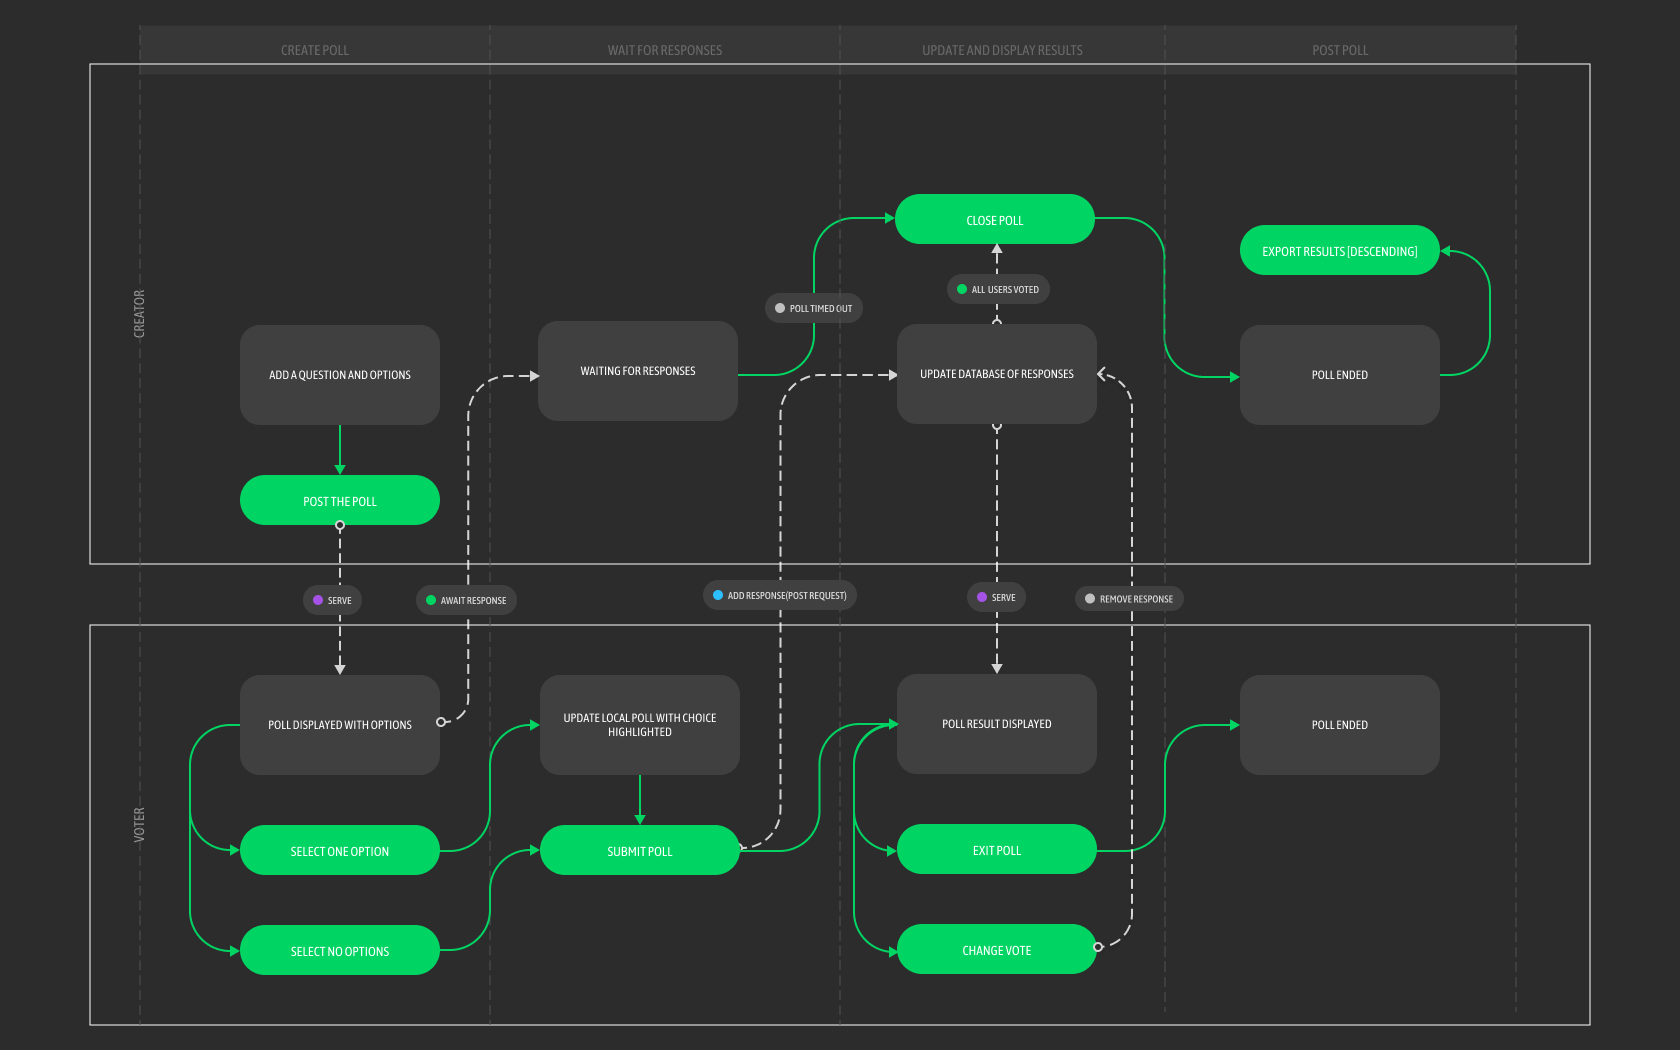 CREATE POLL
WAIT FOR RESPONSES
UPDATE AND DISPLAY RESULTS
POST POLL
CREATOR
CLOSE POLL
EXPORT RESULTS [DESCENDING]
ALL USERS VOTED
POLL TIMED OUT
ADD A QUESTION AND OPTIONS
WAITING FOR RESPONSES
UPDATE DATABASE OF RESPONSES
POLL ENDED
POST THE POLL
SERVE
AWAIT RESPONSE
ADD RESPONSE(POST REQUEST)
SERVE
REMOVE RESPONSE
VOTER
POLL DISPLAYED WITH OPTIONS
UPDATE LOCAL POLL WITH CHOICE
HIGHLIGHTED
POLL RESULT DISPLAYED
POLL ENDED
SELECT ONE OPTION
SUBMIT POLL
EXIT POLL
SELECT NO OPTIONS
CHANGE VOTE